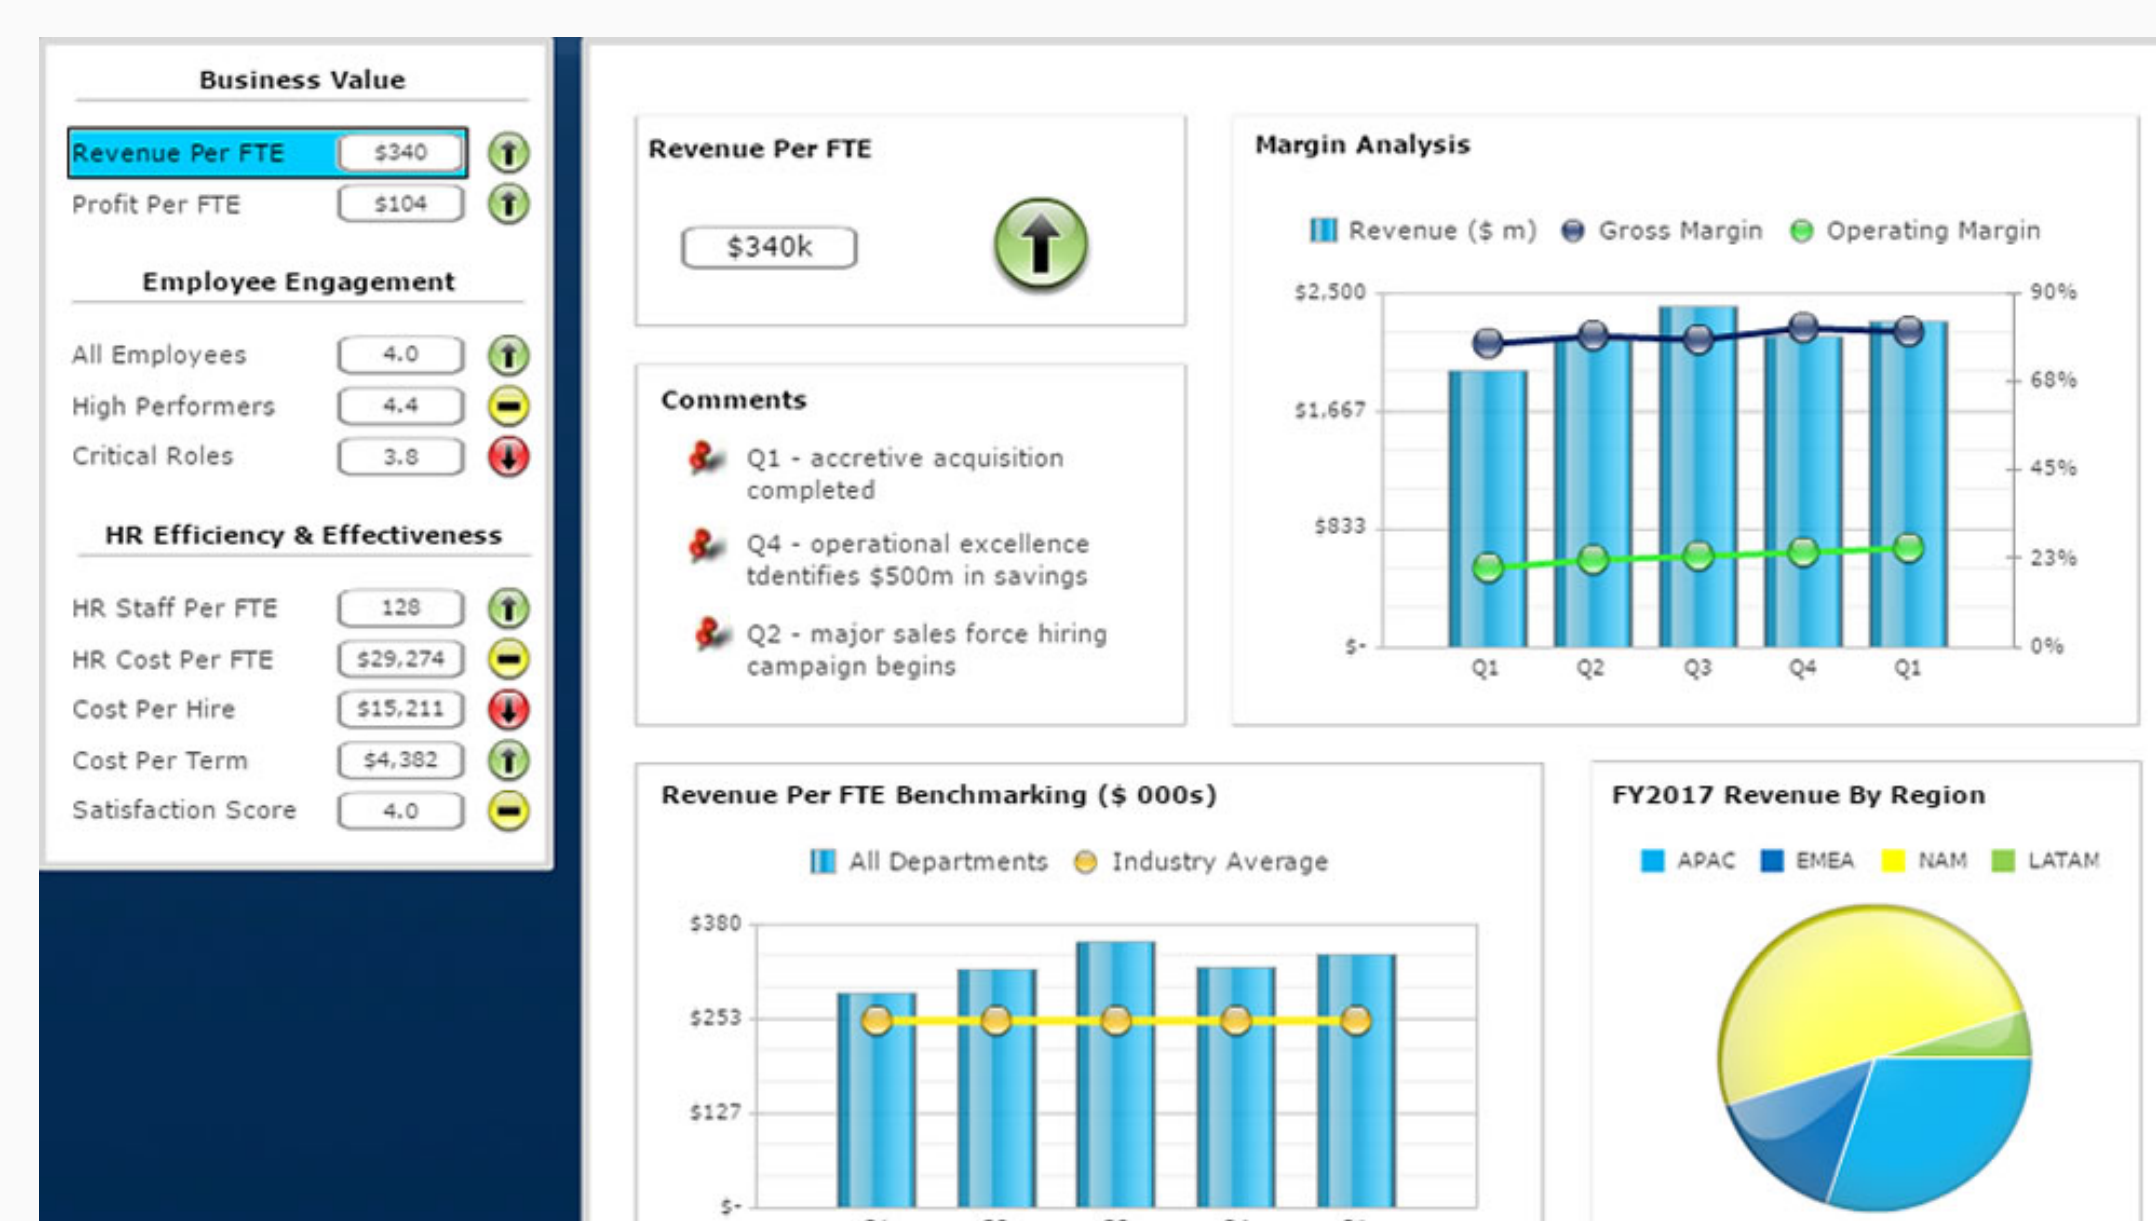 Business Value
Revenue Per FTE $340
Profit Per FTE $104
Employee Engagement
All Employees 4.0
High Performers 4.4
Critical Roles 3.8
HR Efficiency & Effectiveness
HR Staff Per FTE 128
HR Cost Per FTE $29,274
Cost Per Hire $15,211
Cost Per Term $4,382
Satisfaction Score 4.0
Revenue Per FTE
$340k
Comments
Q1 - accretive acquisition
completed
Q4 - operational excellence
tdentifies $500m in savings
Q2 - major sales force hiring
campaign begins
Margin Analysis
Revenue ($ m) Gross Margin Operating Margin
$2,500 90%
68%
$1,667
45%
$833
23%
$- 0%
Q1 Q2 Q3 Q4 Q1
Revenue Per FTE Benchmarking ($ 000s)
All Departments Industry Average
$380
$253
$127
$-
FY2017 Revenue By Region
APAC EMEA NAM LATAM